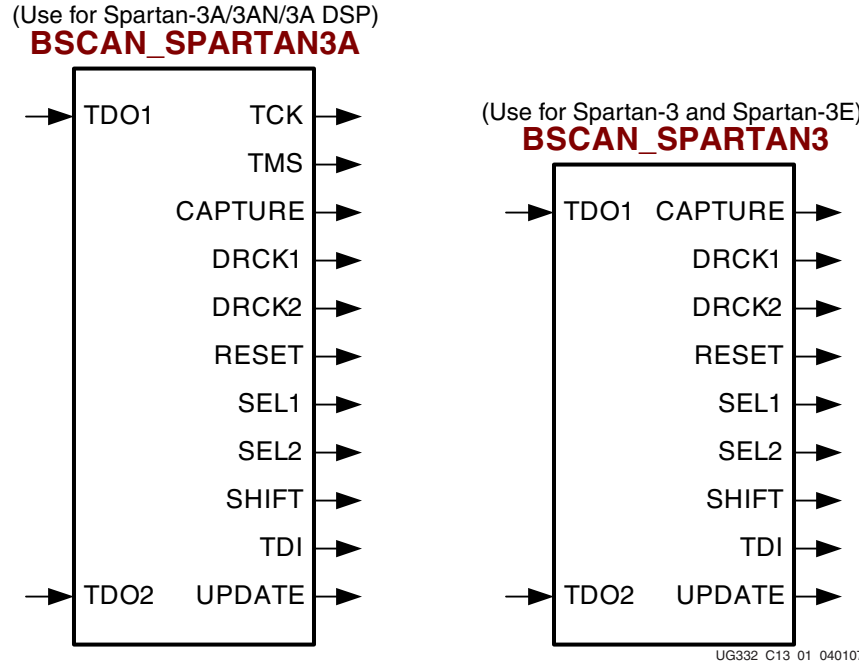 (Use for Spartan-3A/3AN/3A DSP)
BSCAN_SPARTAN3A
TDO1 TCK
TMS
CAPTURE
DRCK1
DRCK2
RESET
SEL1
SEL2
SHIFT
TDI
TDO2 UPDATE
(Use for Spartan-3 and Spartan-3E)
BSCAN_SPARTAN3
TDO1 CAPTURE
DRCK1
DRCK2
RESET
SEL1
SEL2
SHIFT
TDI
TDO2 UPDATE
UG332_C13_01_040107